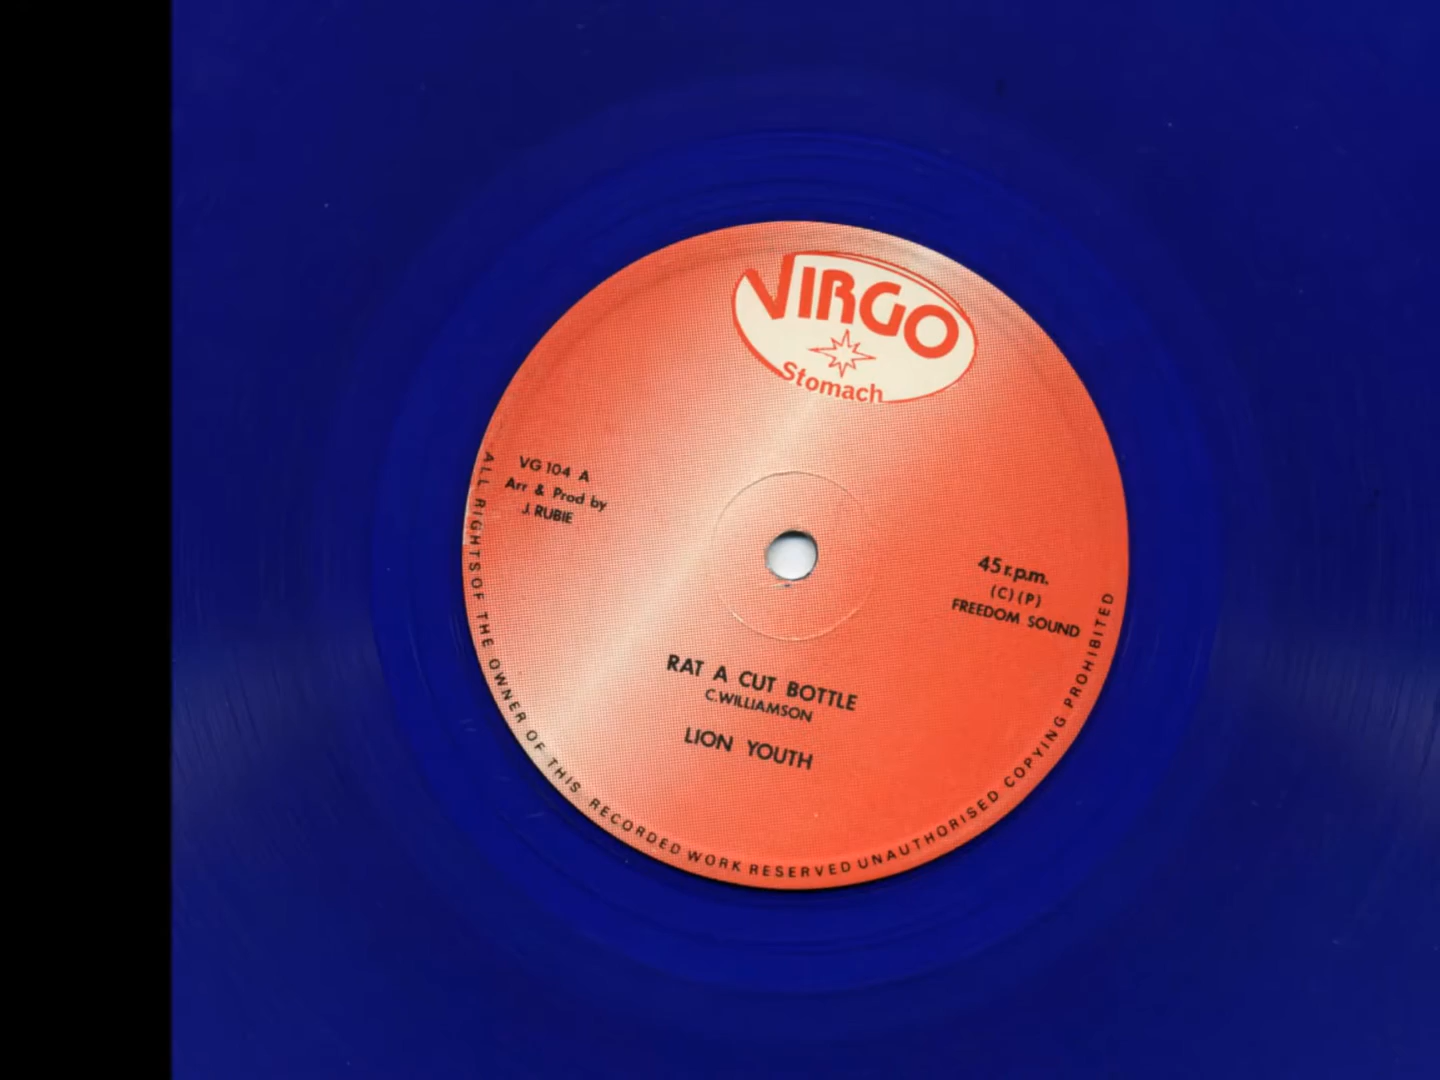 VIRGO
Stomach
VG 104 A
Arr & Prod by
J. RUBIE
45 r.p.m.
(C) (P)
FREEDOM SOUND
RAT A CUT BOTTLE
C.WILLIAMSON
LION YOUTH
ALL RIGHTS OF THE OWNER OF THIS RECORDED WORK RESERVED UNAUTHORISED COPYING PROHIBITED